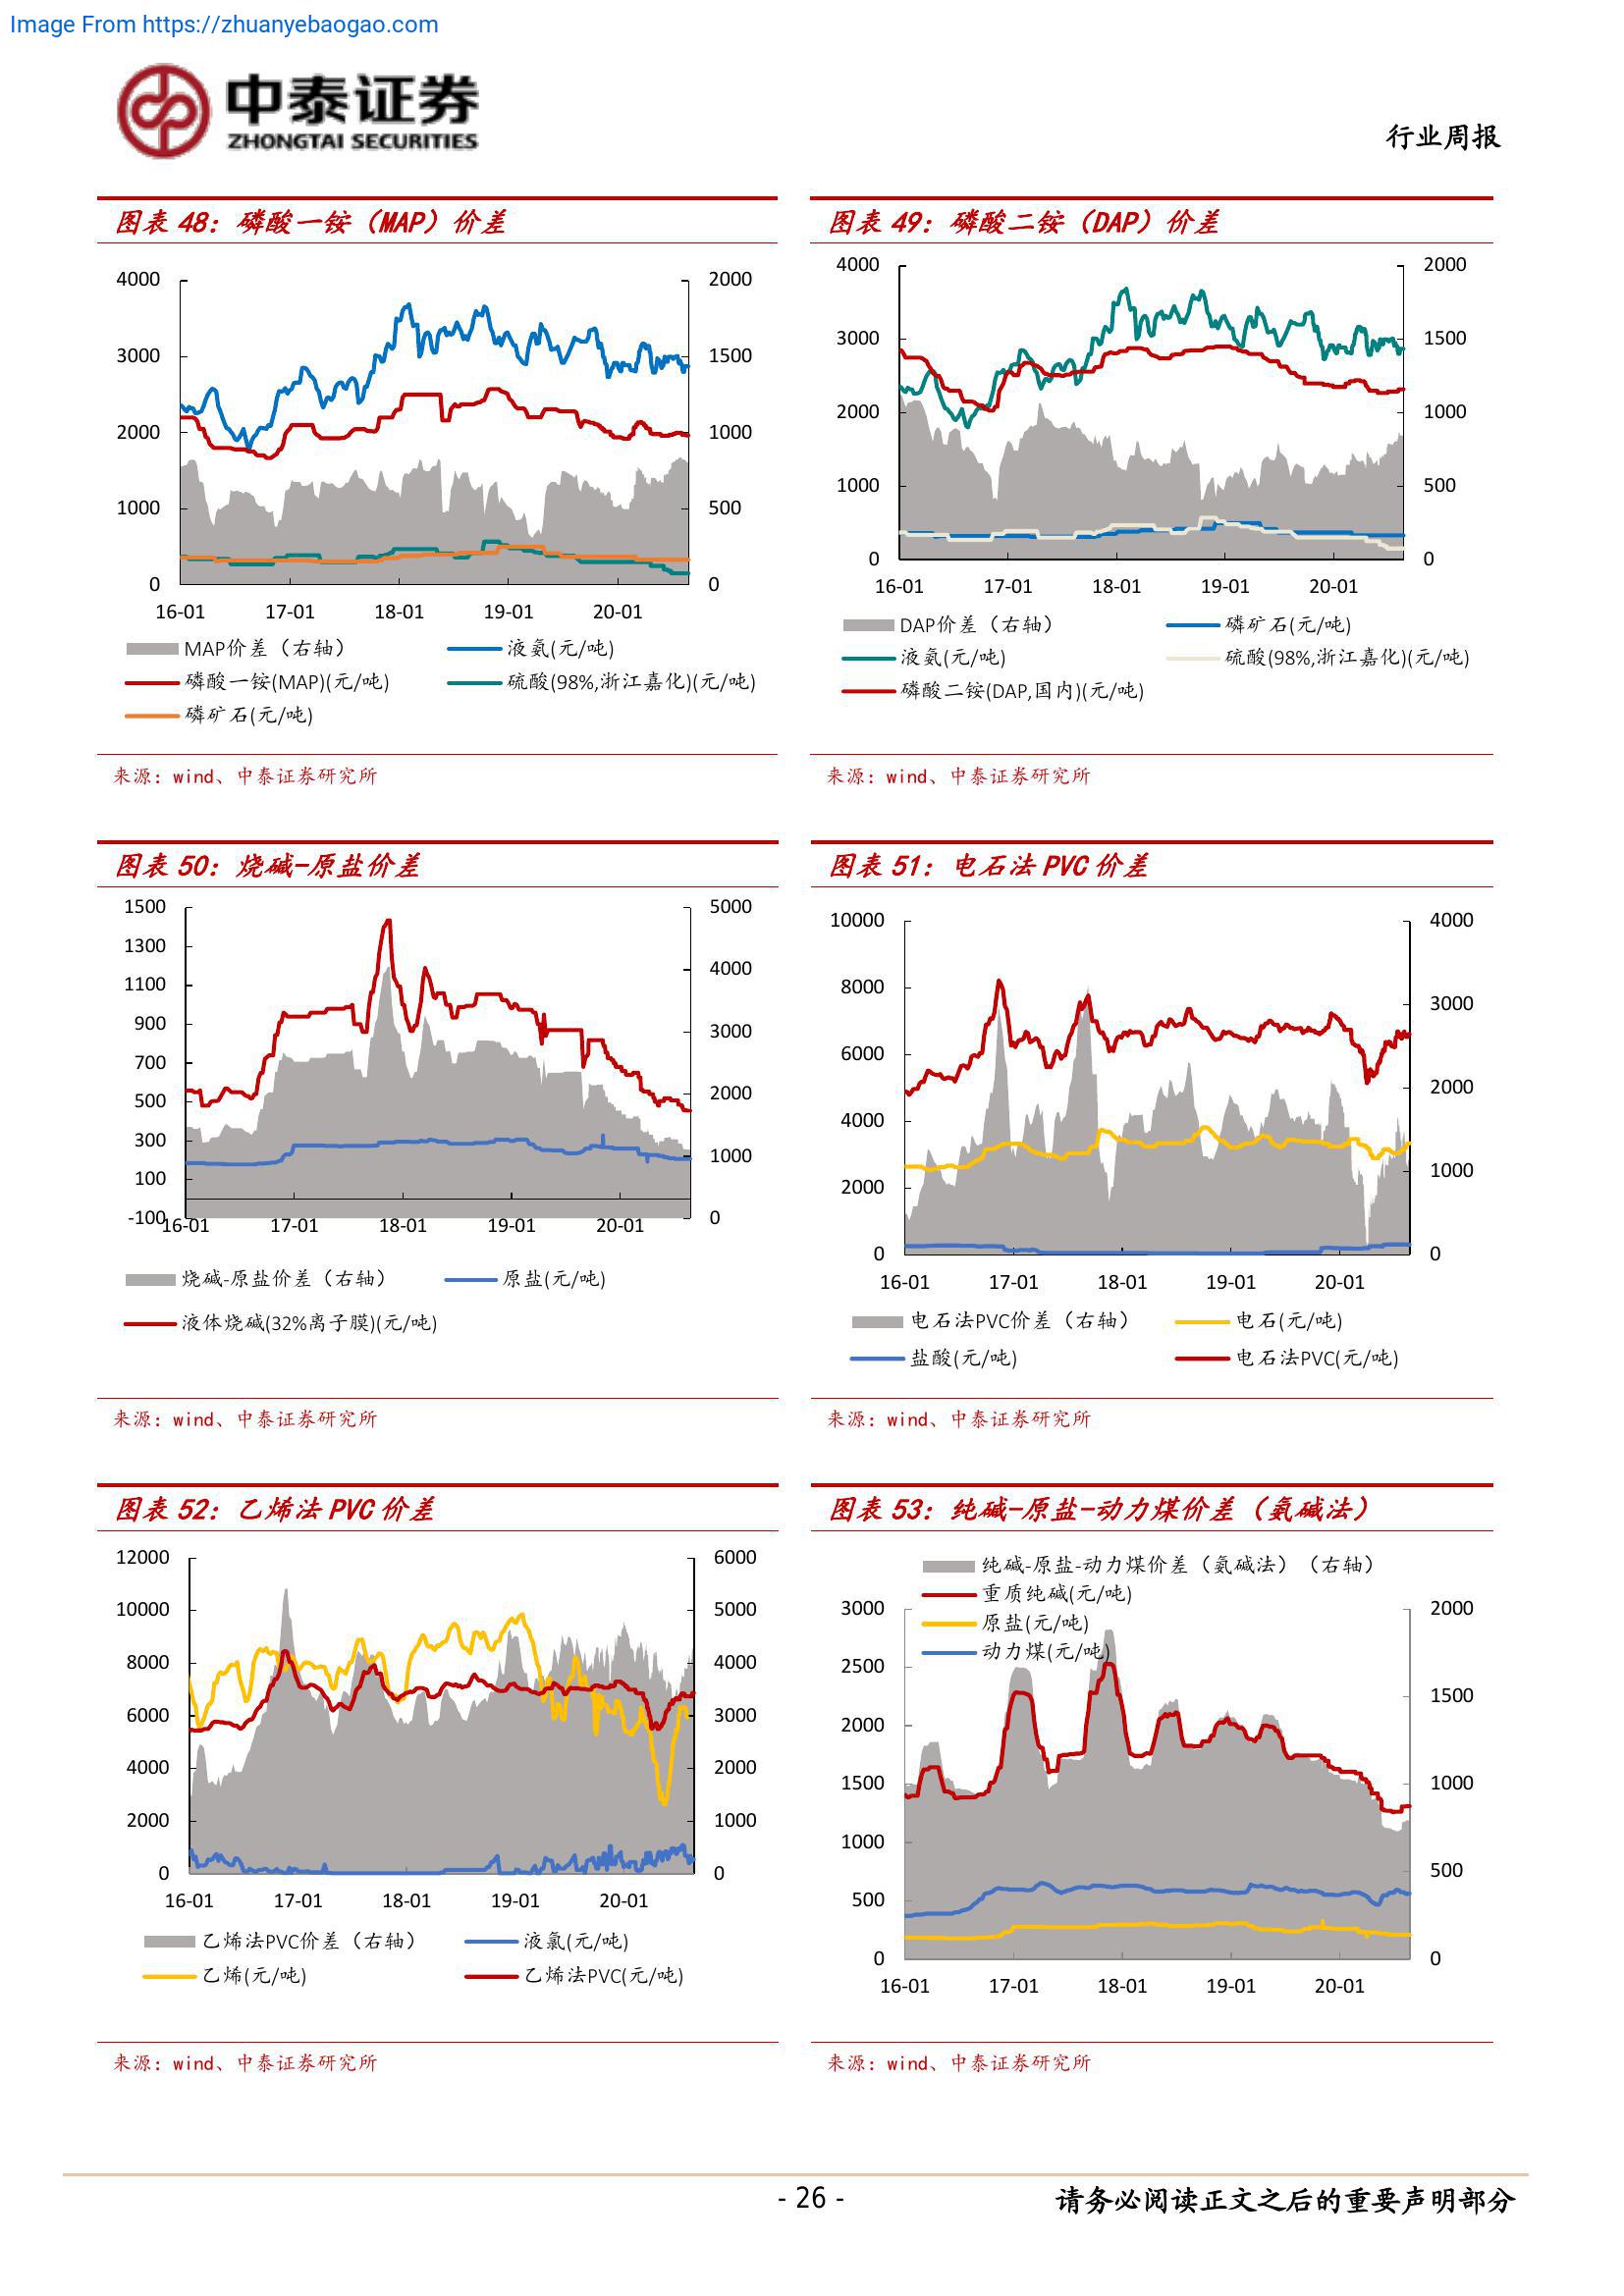 Image From https://zhuanyebaogao.com
中泰证券
ZHONGTAI SECURITIES
行业周报
图表 48：磷酸一铵（MAP）价差
4000
3000
2000
1000
0
2000
1500
1000
500
0
16-01 17-01 18-01 19-01 20-01
MAP价差（右轴） 液氨(元/吨)
磷酸一铵(MAP)(元/吨) 硫酸(98%,浙江嘉化)(元/吨)
磷矿石(元/吨)
来源：wind、中泰证券研究所
图表 49：磷酸二铵（DAP）价差
4000
3000
2000
1000
0
2000
1500
1000
500
0
16-01 17-01 18-01 19-01 20-01
DAP价差（右轴） 磷矿石(元/吨)
液氨(元/吨) 硫酸(98%,浙江嘉化)(元/吨)
磷酸二铵(DAP,国内)(元/吨)
来源：wind、中泰证券研究所
图表 50：烧碱-原盐价差
1500
1300
1100
900
700
500
300
100
-100
5000
4000
3000
2000
1000
0
16-01 17-01 18-01 19-01 20-01
烧碱-原盐价差（右轴） 原盐(元/吨)
液体烧碱(32%离子膜)(元/吨)
来源：wind、中泰证券研究所
图表 51：电石法 PVC 价差
10000
8000
6000
4000
2000
0
4000
3000
2000
1000
0
16-01 17-01 18-01 19-01 20-01
电石法PVC价差（右轴） 电石(元/吨)
盐酸(元/吨) 电石法PVC(元/吨)
来源：wind、中泰证券研究所
图表 52：乙烯法 PVC 价差
12000
10000
8000
6000
4000
2000
0
6000
5000
4000
3000
2000
1000
0
16-01 17-01 18-01 19-01 20-01
乙烯法PVC价差（右轴） 液氯(元/吨)
乙烯(元/吨) 乙烯法PVC(元/吨)
来源：wind、中泰证券研究所
图表 53：纯碱-原盐-动力煤价差（氨碱法）
纯碱-原盐-动力煤价差（氨碱法）（右轴）
重质纯碱(元/吨)
原盐(元/吨)
动力煤(元/吨)
3000
2500
2000
1500
1000
500
0
2000
1500
1000
500
0
16-01 17-01 18-01 19-01 20-01
来源：wind、中泰证券研究所
- 26 -
请务必阅读正文之后的重要声明部分